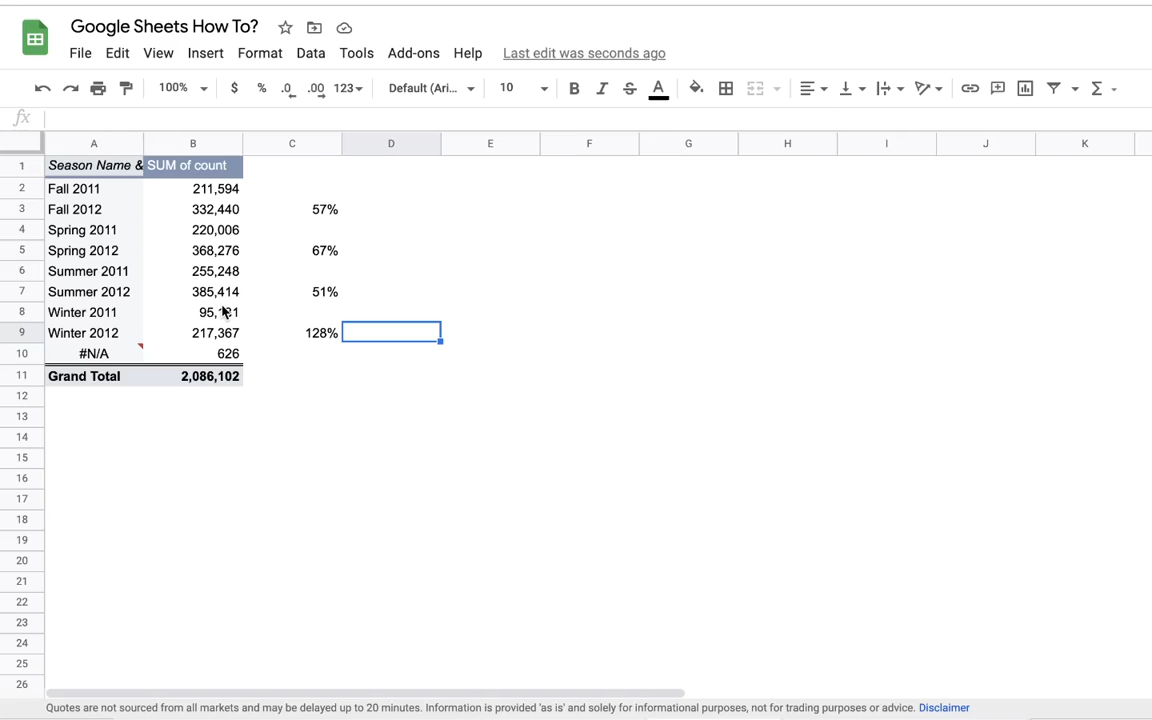 Google Sheets How To?
File Edit View Insert Format Data Tools Add-ons Help Last edit was seconds ago
100% $ % .0 .00 123 Default (Ari... 10 B I S A Σ
fx
A B C D E F G H I J K
1 Season Name & SUM of count
2 Fall 2011 211,594
3 Fall 2012 332,440 57%
4 Spring 2011 220,006
5 Spring 2012 368,276 67%
6 Summer 2011 255,248
7 Summer 2012 385,414 51%
8 Winter 2011
9 Winter 2012 217,367 128%
10 #N/A 626
11 Grand Total 2,086,102
12
13
14
15
16
17
18
19
20
21
22
23
24
25
26
Quotes are not sourced from all markets and may be delayed up to 20 minutes. Information is provided 'as is' and solely for informational purposes, not for trading purposes or advice. Disclaimer